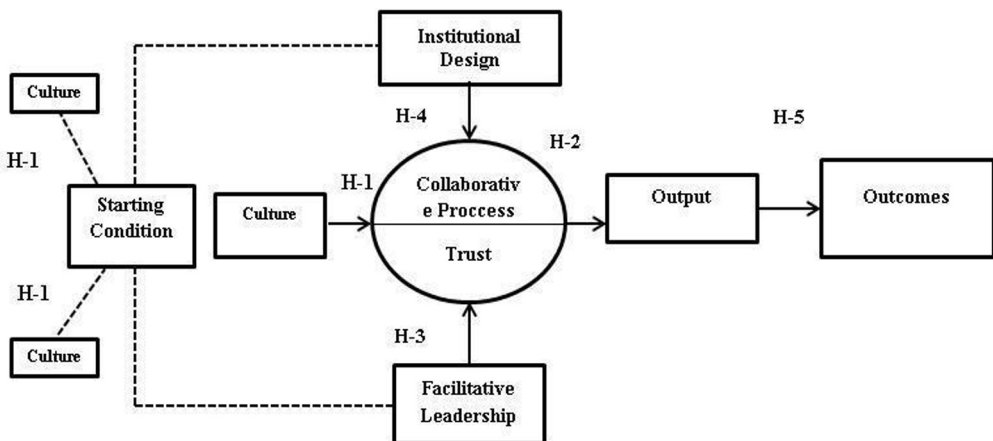 Institutional
Design
Culture
H-4
H-5
H-2
H-1
H-1
Collaborativ
e Proccess
Starting
Condition
Culture
Output
Outcomes
Trust
H-1
H-3
Culture
Facilitative
Leadership